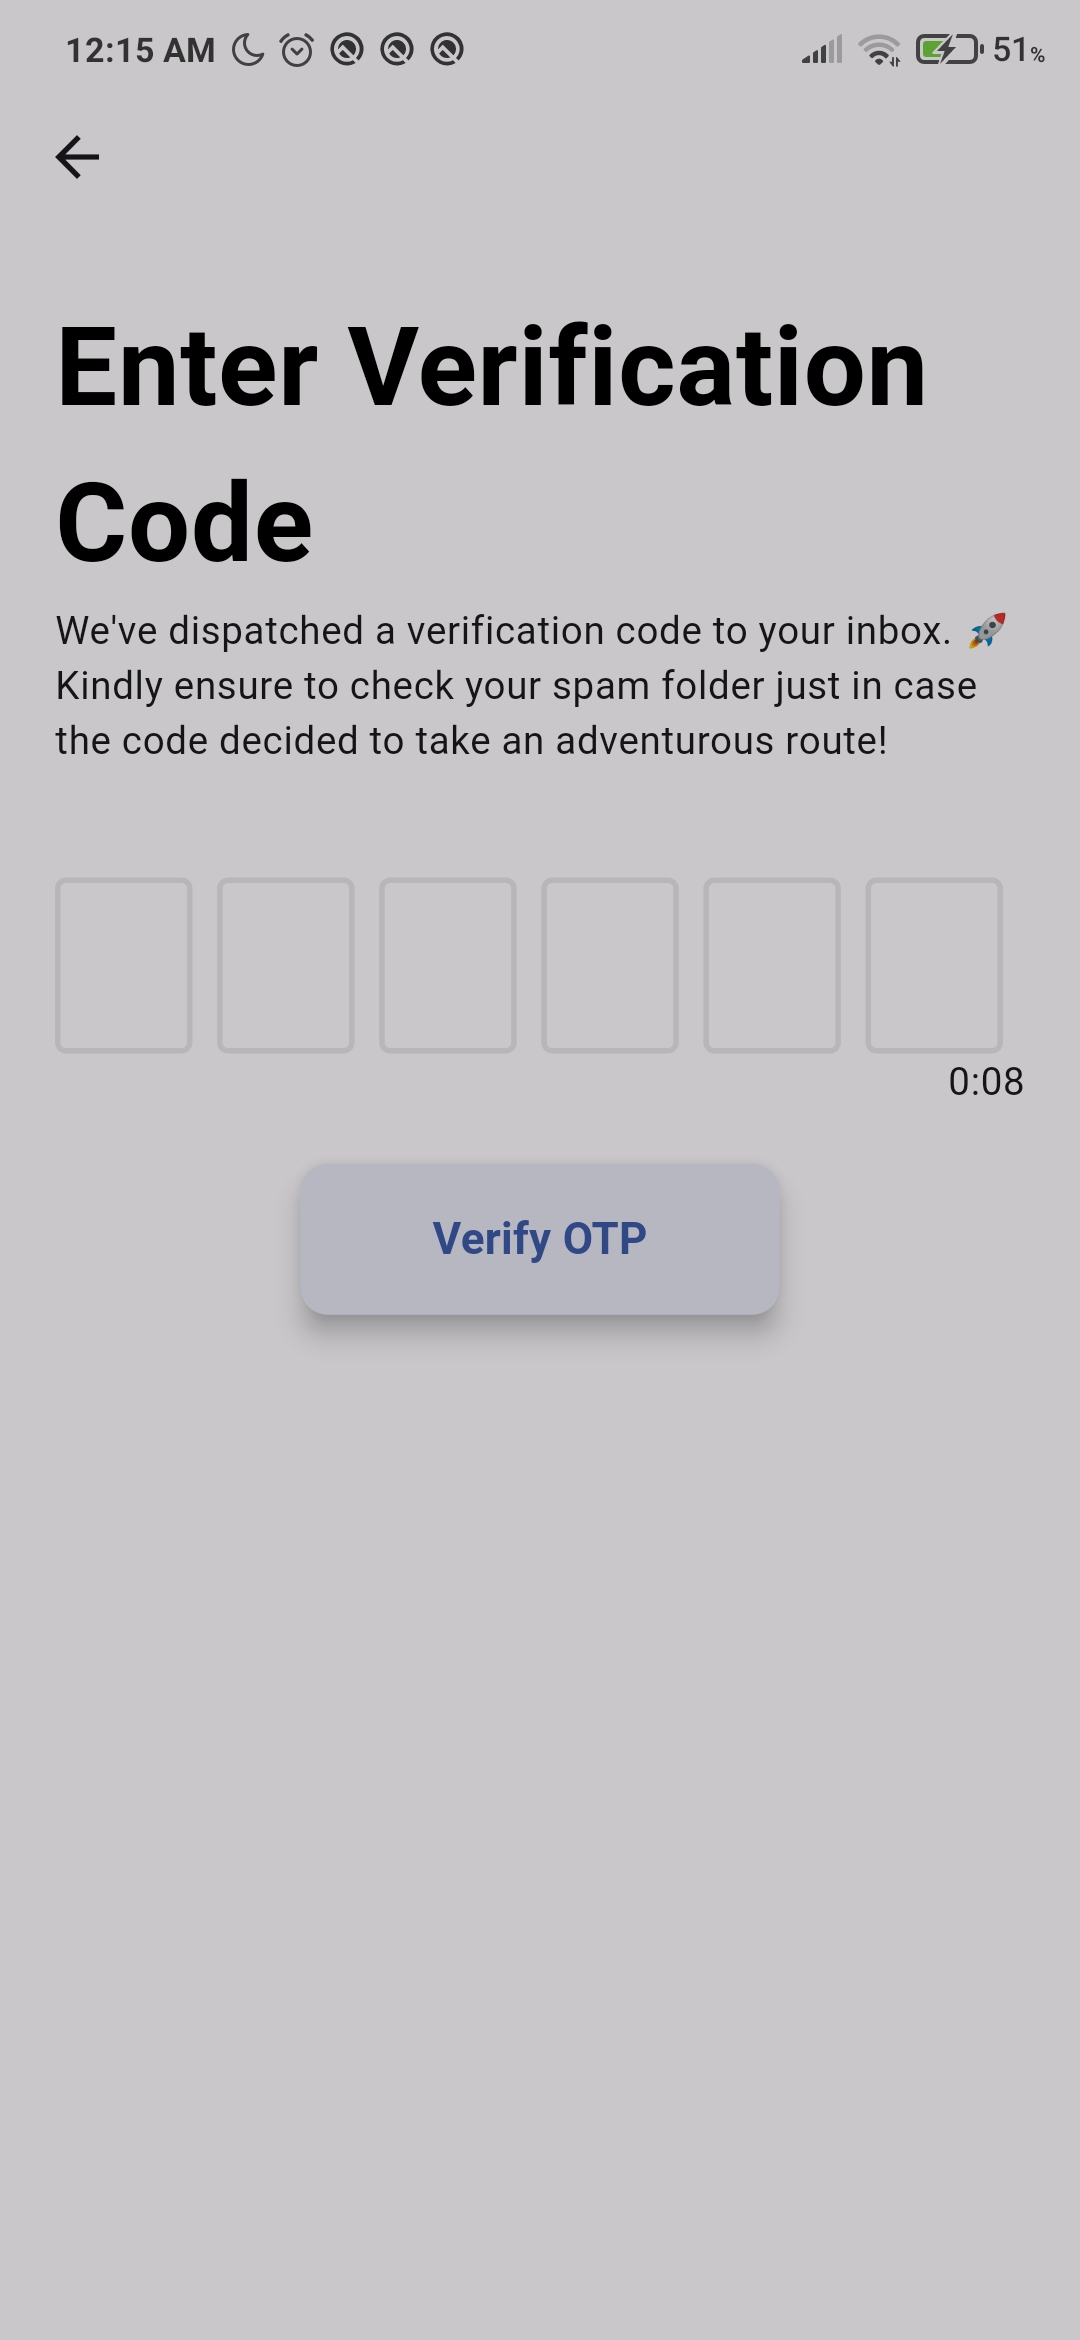 12:15 AM 51%
Enter Verification
Code
We've dispatched a verification code to your inbox. 🚀
Kindly ensure to check your spam folder just in case
the code decided to take an adventurous route!
0:08
Verify OTP